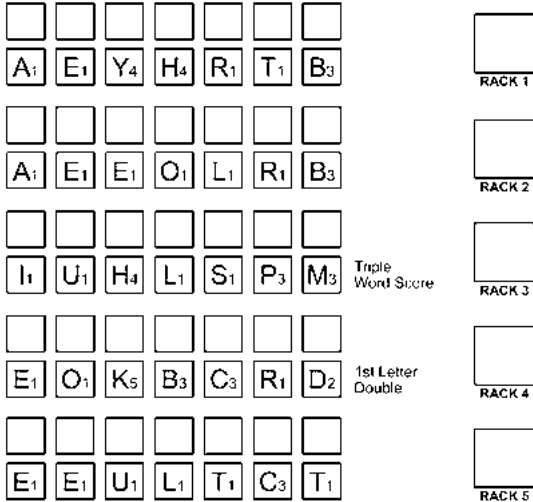 A1 E1 Y4 H4 R1 T1 B3
RACK 1
A1 E1 E1 O1 L1 R1 B3
RACK 2
I1 U1 H4 L1 S1 P3 M3
Triple
Word Score
RACK 3
E1 O1 K5 B3 C3 R1 D2
1st Letter
Double
RACK 4
E1 E1 U1 L1 T1 C3 T1
RACK 5